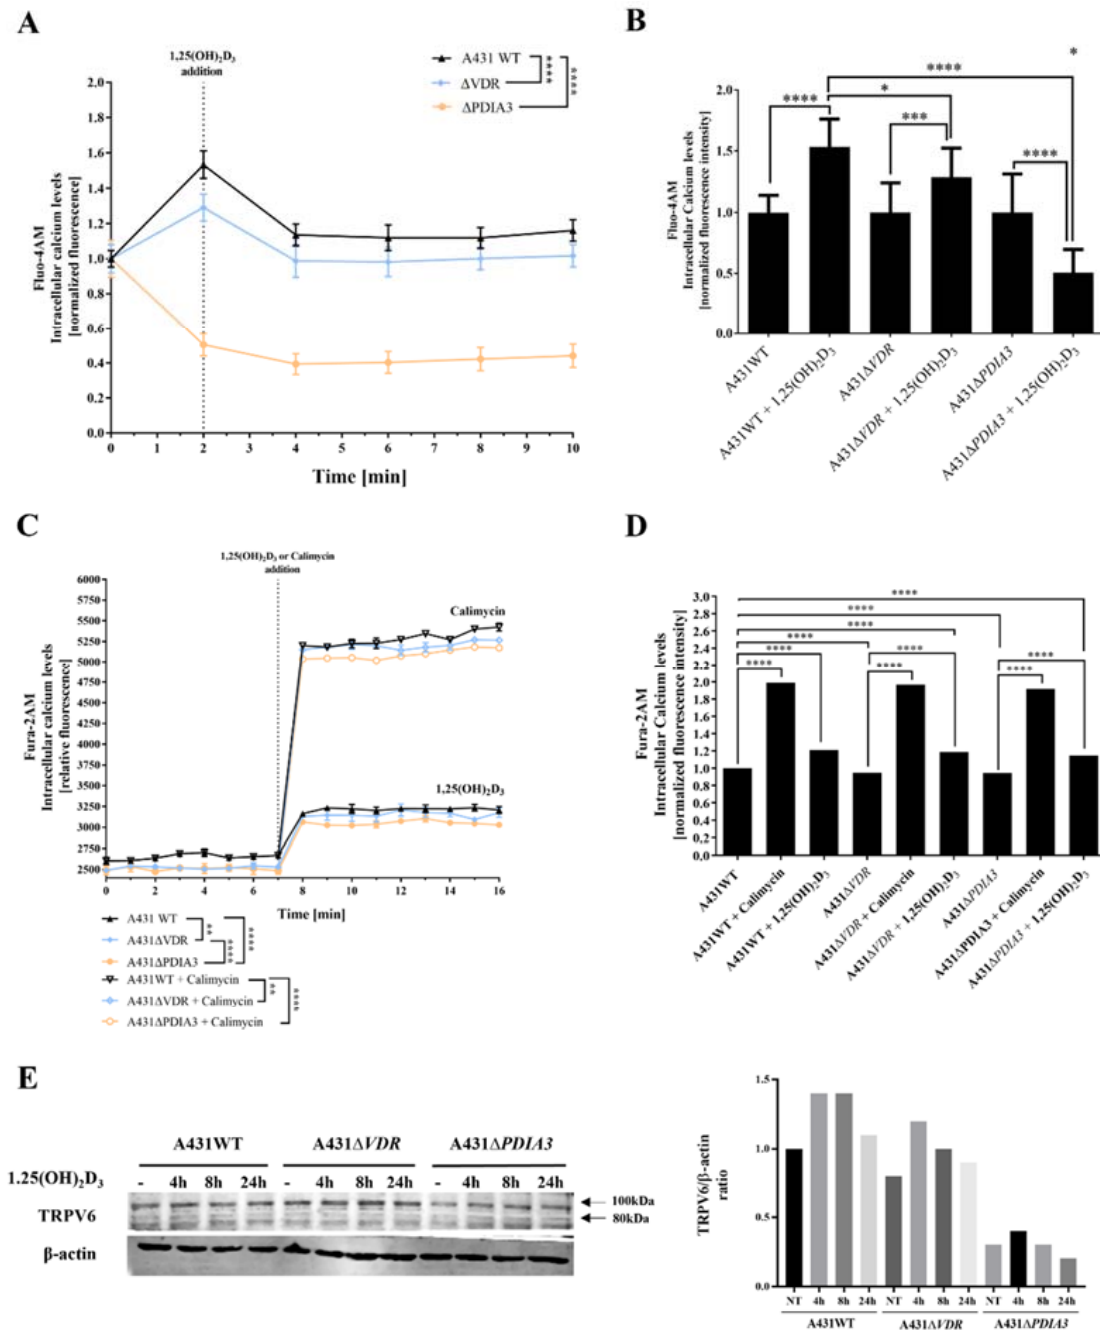 A
1,25(OH)₂D₃
addition
A431 WT
ΔVDR
ΔPDIA3
****
****
Fluo-4AM
Intracellular calcium levels
[normalized fluorescence]
2.0
1.8
1.6
1.4
1.2
1.0
0.8
0.6
0.4
0.2
0.0
0 1 2 3 4 5 6 7 8 9 10
Time [min]
B
*
****
*
****
***
****
Fluo-4AM
Intracellular Calcium levels
[normalized fluorescence intensity]
2.0
1.5
1.0
0.5
0.0
A431WT
A431WT + 1,25(OH)₂D₃
A431ΔVDR
A431ΔVDR + 1,25(OH)₂D₃
A431ΔPDIA3
A431ΔPDIA3 + 1,25(OH)₂D₃
C
1,25(OH)₂D₃ or Calimycin
addition
Calimycin
1,25(OH)₂D₃
Fura-2AM
Intracellular calcium levels
[relative fluorescence]
6000
5750
5500
5250
5000
4750
4500
4250
4000
3750
3500
3250
3000
2750
2500
0 2 4 6 8 10 12 14 16
Time [min]
A431 WT
A431ΔVDR
A431ΔPDIA3
A431WT + Calimycin
A431ΔVDR + Calimycin
A431ΔPDIA3 + Calimycin
**
****
****
**
****
D
****
****
****
****
****
****
****
****
****
****
Fura-2AM
Intracellular Calcium levels
[normalized fluorescence intensity]
3.0
2.8
2.6
2.4
2.2
2.0
1.8
1.6
1.4
1.2
1.0
0.8
0.6
0.4
0.2
0.0
A431WT
A431WT + Calimycin
A431WT + 1,25(OH)₂D₃
A431ΔVDR
A431ΔVDR + Calimycin
A431ΔVDR + 1,25(OH)₂D₃
A431ΔPDIA3
A431ΔPDIA3 + Calimycin
A431ΔPDIA3 + 1,25(OH)₂D₃
E
A431WT A431ΔVDR A431ΔPDIA3
1.25(OH)₂D₃ - 4h 8h 24h - 4h 8h 24h - 4h 8h 24h
100kDa
TRPV6
80kDa
β-actin
TRPV6/β-actin
ratio
1.5
1.0
0.5
0.0
NT 4h 8h 24h NT 4h 8h 24h NT 4h 8h 24h
A431WT A431ΔVDR A431ΔPDIA3